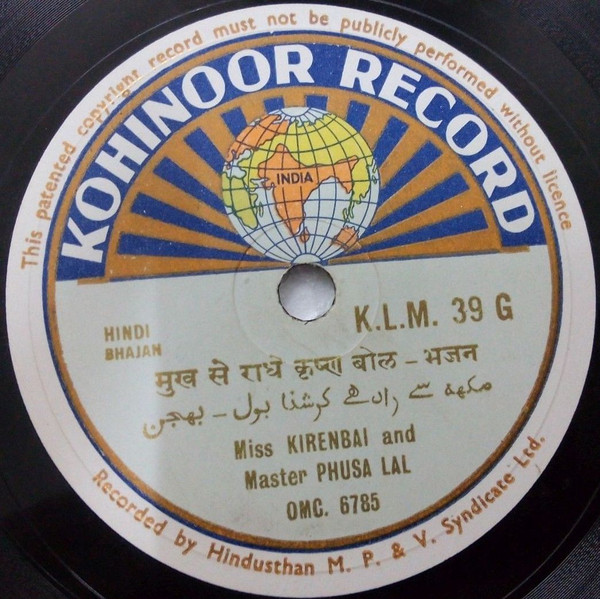 This patented copyright record must not be publicly performed without licence
KOHINOOR RECORD
INDIA
K.L.M. 39 G
HINDI
BHAJAN
मुख से राधे कृष्ण बोल - भजन
مکھہ سے رادھے کرشنا بول - بھجن
Miss KIRENBAI and
Master PHUSA LAL
OMC. 6785
Recorded by Hindusthan M. P. & V. Syndicate Ltd.